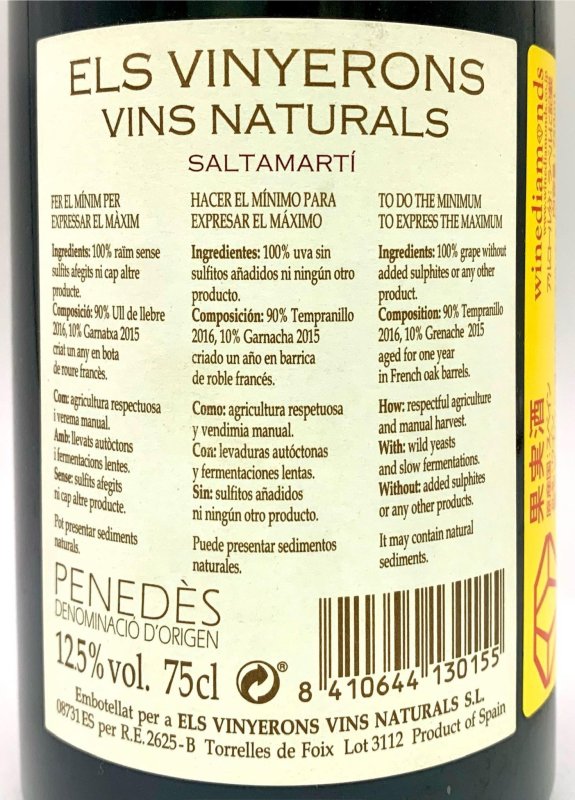 ELS VINYERONS
VINS NATURALS
SALTAMARTÍ
FER EL MÍNIM PER
EXPRESSAR EL MÀXIM
Ingredients: 100% raïm sense
sulfits afegits ni cap altre
producte.
Composició: 90% Ull de llebre
2016, 10% Garnatxa 2015
criat un any en bota
de roure francès.
Com: agricultura respectuosa
i verema manual.
Amb: llevats autòctons
i fermentacions lentes.
Sense: sulfits afegits
ni cap altre producte.
Pot presentar sediments
naturals.
HACER EL MÍNIMO PARA
EXPRESAR EL MÁXIMO
Ingredientes: 100% uva sin
sulfitos añadidos ni ningún otro
producto.
Composición: 90% Tempranillo
2016, 10% Garnacha 2015
criado un año en barrica
de roble francés.
Como: agricultura respetuosa
y vendimia manual.
Con: levaduras autóctonas
y fermentaciones lentas.
Sin: sulfitos añadidos
ni ningún otro producto.
Puede presentar sedimentos
naturales.
TO DO THE MINIMUM
TO EXPRESS THE MAXIMUM
Ingredients: 100% grape without
added sulphites or any other
product.
Composition: 90% Tempranillo
2016, 10% Grenache 2015
aged for one year
in French oak barrels.
How: respectful agriculture
and manual harvest.
With: wild yeasts
and slow fermentations.
Without: added sulphites
or any other products.
It may contain natural
sediments.
PENEDÈS
DENOMINACIÓ D'ORIGEN
12.5% vol. 75cl
®
8 410644 130155
Embotellat per a ELS VINYERONS VINS NATURALS S.L.
08731 ES per R.E. 2625-B Torrelles de Foix Lot 3112 Product of Spain
winediamonds
果実酒